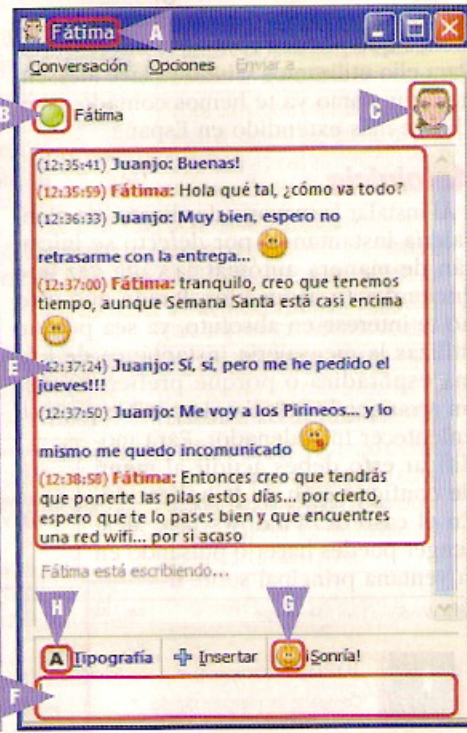 Fátima
A
Conversación Opciones Enviar a
B
Fátima
C
(12:35:41) Juanjo: Buenas!
(12:35:59) Fátima: Hola qué tal, ¿cómo va todo?
(12:36:33) Juanjo: Muy bien, espero no
retrasarme con la entrega...
(12:37:00) Fátima: tranquilo, creo que tenemos
tiempo, aunque Semana Santa está casi encima
E
(12:37:24) Juanjo: Sí, sí, pero me he pedido el
jueves!!!
(12:37:50) Juanjo: Me voy a los Pirineos... y lo
mismo me quedo incomunicado
(12:38:58) Fátima: Entonces creo que tendrás
que ponerte las pilas estos días... por cierto,
espero que te lo pases bien y que encuentres
una red wifi... por si acaso
Fátima está escribiendo...
H
G
A Tipografía Insertar ¡Sonría!
F